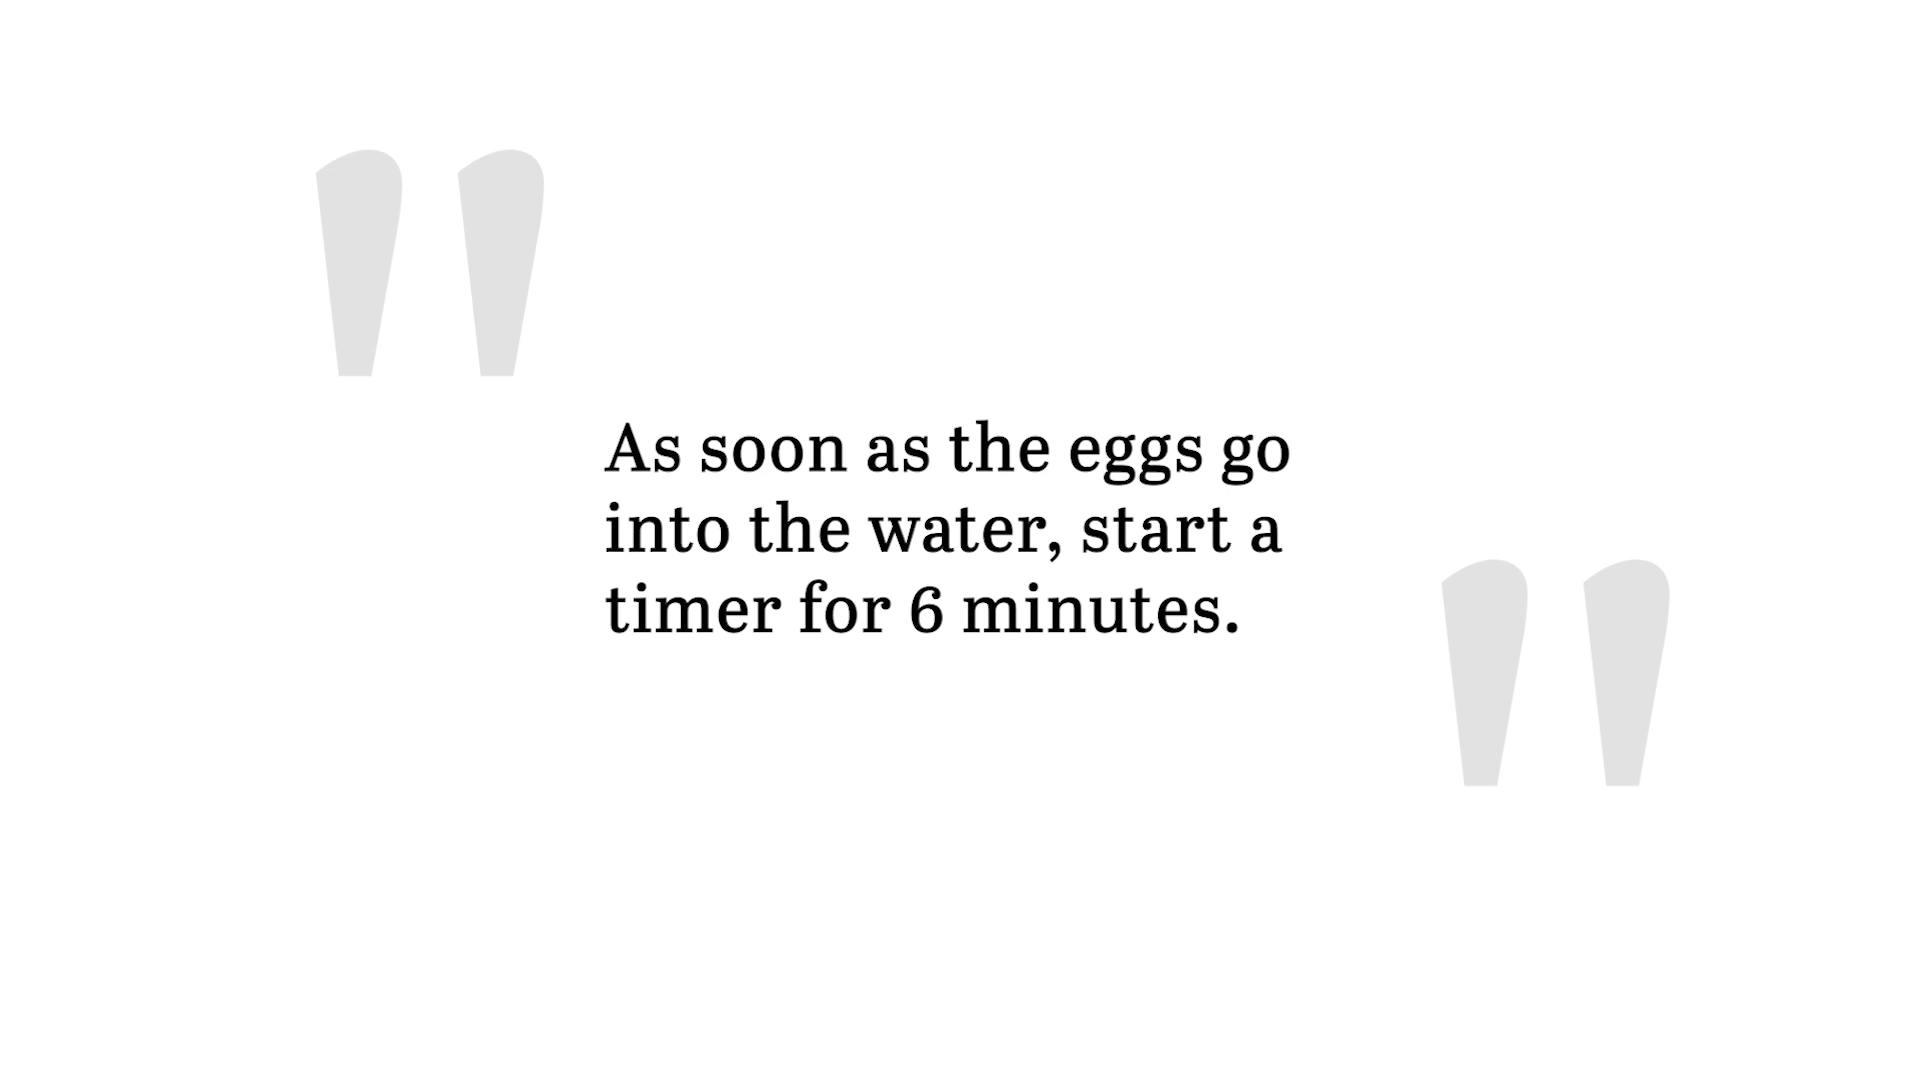 "
As soon as the eggs go
into the water, start a
timer for 6 minutes.
"